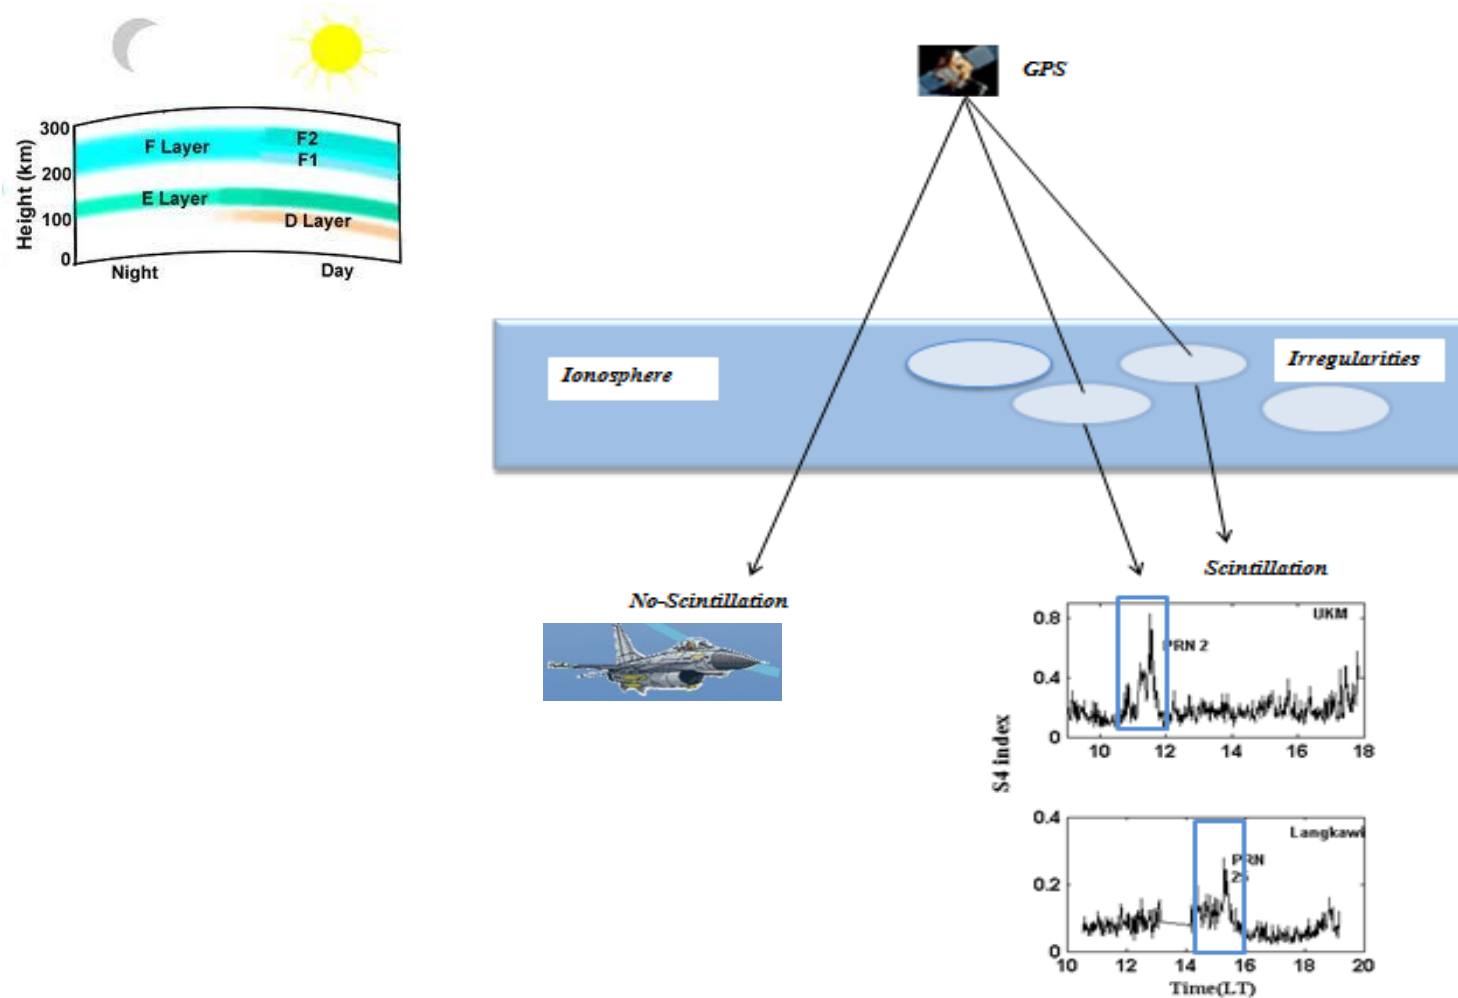 GPS
300
F2
F Layer
F1
200
E Layer
100
D Layer
0
Height (km)
Night
Day
Ionosphere
Irregularities
No-Scintillation
Scintillation
0.8
UKM
PRN 2
0.4
0
10 12 14 16 18
S4 index
0.4
Langkawi
PRN
25
0.2
0
10 12 14 16 18 20
Time(LT)